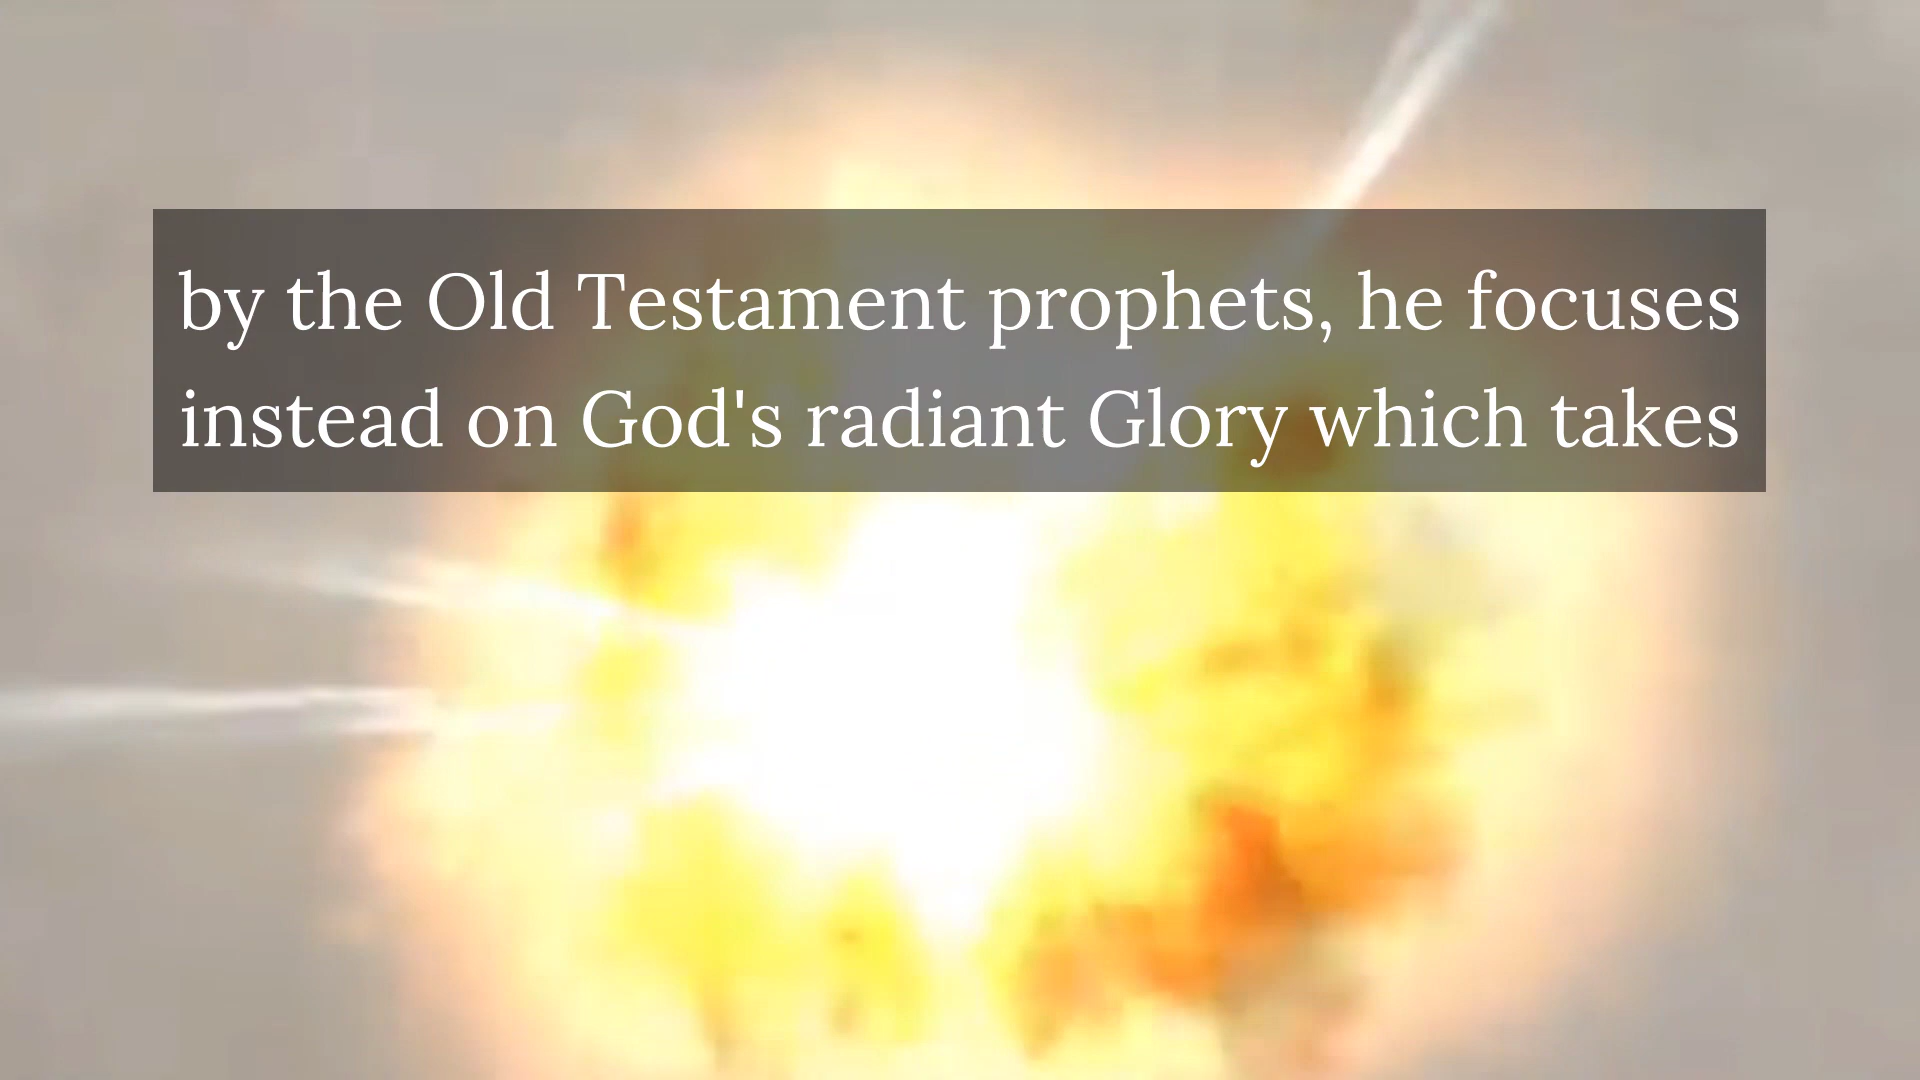 by the Old Testament prophets, he focuses
instead on God's radiant Glory which takes